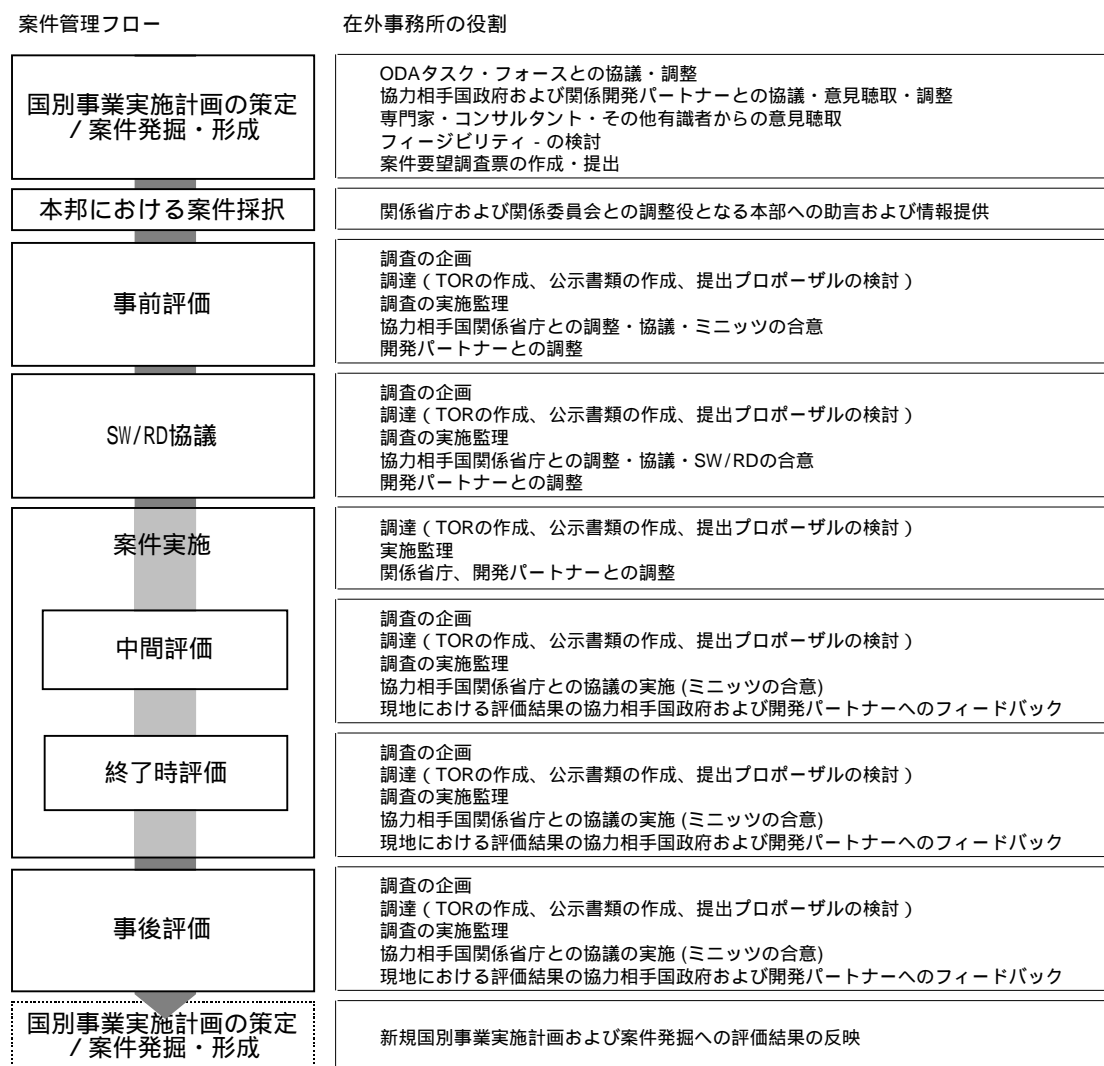 案件管理フロー
在外事務所の役割
国別事業実施計画の策定
/ 案件発掘・形成
ODAタスク・フォースとの協議・調整
協力相手国政府および関係開発パートナーとの協議・意見聴取・調整
専門家・コンサルタント・その他有識者からの意見聴取
フィージビリティ - の検討
案件要望調査票の作成・提出
本邦における案件採択
関係省庁および関係委員会との調整役となる本部への助言および情報提供
事前評価
調査の企画
調達（TORの作成、公示書類の作成、提出プロポーザルの検討）
調査の実施監理
協力相手国関係省庁との調整・協議・ミニッツの合意
開発パートナーとの調整
SW/RD協議
調査の企画
調達（TORの作成、公示書類の作成、提出プロポーザルの検討）
調査の実施監理
協力相手国関係省庁との調整・協議・SW/RDの合意
開発パートナーとの調整
案件実施
調達（TORの作成、公示書類の作成、提出プロポーザルの検討）
実施監理
関係省庁、開発パートナーとの調整
中間評価
調査の企画
調達（TORの作成、公示書類の作成、提出プロポーザルの検討）
調査の実施監理
協力相手国関係省庁との協議の実施 (ミニッツの合意)
現地における評価結果の協力相手国政府および開発パートナーへのフィードバック
終了時評価
調査の企画
調達（TORの作成、公示書類の作成、提出プロポーザルの検討）
調査の実施監理
協力相手国関係省庁との協議の実施 (ミニッツの合意)
現地における評価結果の協力相手国政府および開発パートナーへのフィードバック
事後評価
調査の企画
調達（TORの作成、公示書類の作成、提出プロポーザルの検討）
調査の実施監理
協力相手国関係省庁との協議の実施 (ミニッツの合意)
現地における評価結果の協力相手国政府および開発パートナーへのフィードバック
国別事業実施計画の策定
/ 案件発掘・形成
新規国別事業実施計画および案件発掘への評価結果の反映